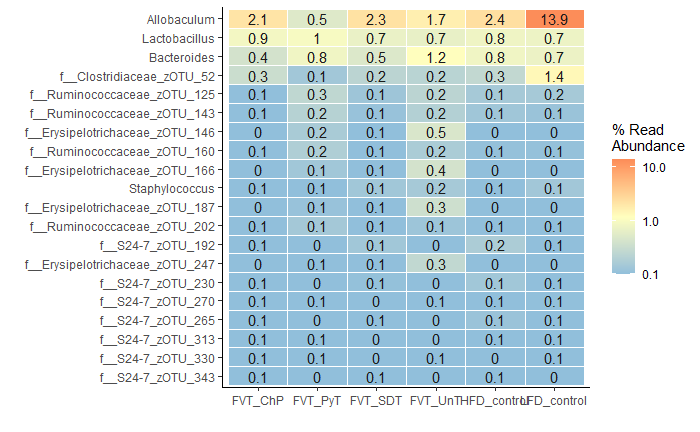 Allobaculum 2.1 0.5 2.3 1.7 2.4 13.9
Lactobacillus 0.9 1 0.7 0.7 0.8 0.7
Bacteroides 0.4 0.8 0.5 1.2 0.8 0.7
f__Clostridiaceae_zOTU_52 0.3 0.1 0.2 0.2 0.3 1.4
f__Ruminococcaceae_zOTU_125 0.1 0.3 0.1 0.2 0.1 0.2
f__Ruminococcaceae_zOTU_143 0.1 0.2 0.1 0.2 0.1 0.1
f__Erysipelotrichaceae_zOTU_146 0 0.2 0.1 0.5 0 0
f__Ruminococcaceae_zOTU_160 0.1 0.2 0.1 0.2 0.1 0.1
f__Erysipelotrichaceae_zOTU_166 0 0.1 0.1 0.4 0 0
Staphylococcus 0.1 0.1 0.1 0.2 0.1 0.1
f__Erysipelotrichaceae_zOTU_187 0 0.1 0.1 0.3 0 0
f__Ruminococcaceae_zOTU_202 0.1 0.1 0.1 0.1 0.1 0.1
f__S24-7_zOTU_192 0.1 0 0.1 0 0.2 0.1
f__Erysipelotrichaceae_zOTU_247 0 0.1 0.1 0.3 0 0
f__S24-7_zOTU_230 0.1 0 0.1 0 0.1 0.1
f__S24-7_zOTU_270 0.1 0.1 0 0.1 0.1 0.1
f__S24-7_zOTU_265 0.1 0 0.1 0 0.1 0.1
f__S24-7_zOTU_313 0.1 0.1 0 0 0.1 0.1
f__S24-7_zOTU_330 0.1 0.1 0 0.1 0 0.1
f__S24-7_zOTU_343 0.1 0 0.1 0 0.1 0
FVT_ChP FVT_PyT FVT_SDT FVT_UnT HFD_control LFD_control
% Read
Abundance
10.0
1.0
0.1